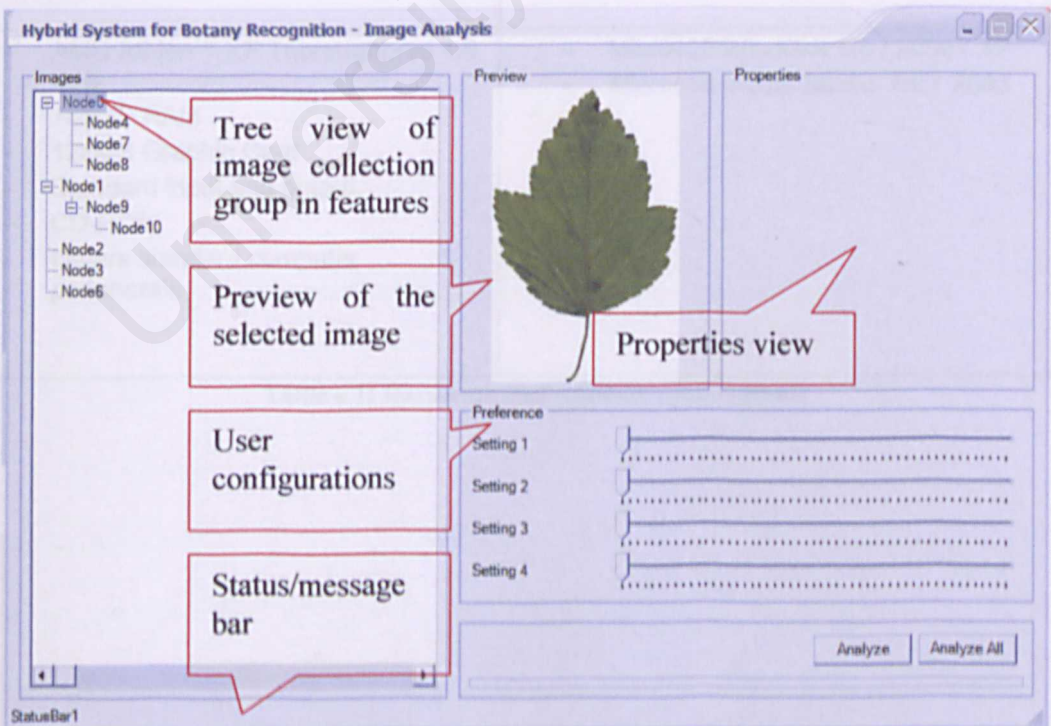 Hybrid System for Botany Recognition - Image Analysis
Images
Node0
Node4
Node7
Node8
Node1
Node9
Node10
Node2
Node3
Node6
Tree view of
image collection
group in features
Preview of the
selected image
User
configurations
Status/message
bar
Preview
Properties
Properties view
Preference
Setting 1
Setting 2
Setting 3
Setting 4
Analyze
Analyze All
StatusBar1
University